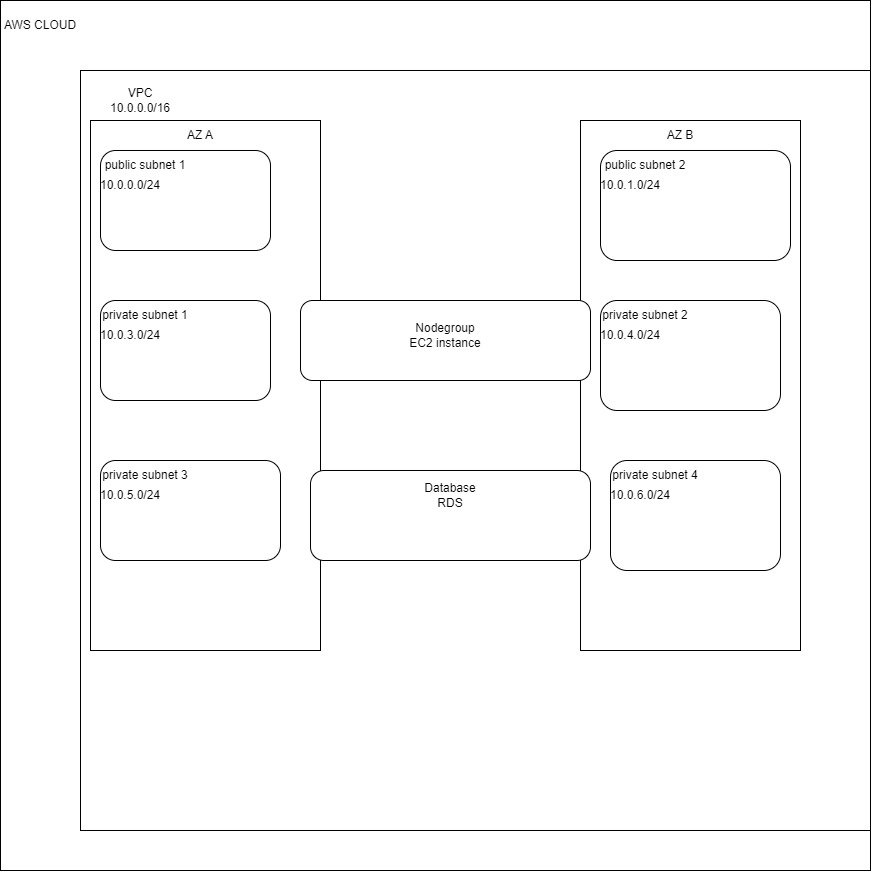 AWS CLOUD
VPC
10.0.0.0/16
AZ A
AZ B
public subnet 1
10.0.0.0/24
public subnet 2
10.0.1.0/24
private subnet 1
10.0.3.0/24
Nodegroup
EC2 instance
private subnet 2
10.0.4.0/24
private subnet 3
10.0.5.0/24
Database
RDS
private subnet 4
10.0.6.0/24